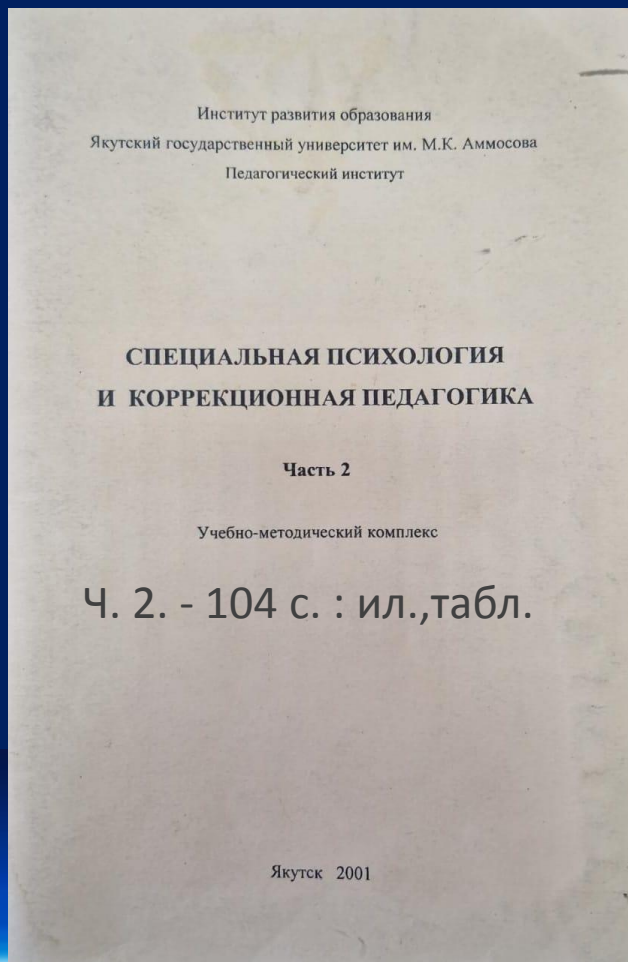 Институт развития образования
Якутский государственный университет им. М.К. Аммосова
Педагогический институт
СПЕЦИАЛЬНАЯ ПСИХОЛОГИЯ
И КОРРЕКЦИОННАЯ ПЕДАГОГИКА
Часть 2
Учебно-методический комплекс
Ч. 2. - 104 с. : ил.,табл.
Якутск 2001